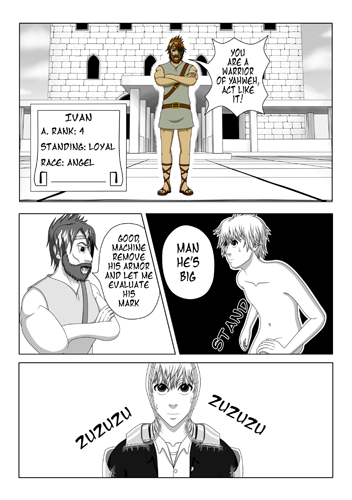 YOU ARE A
WARRIOR
OF YAHWEH,
ACT LIKE
IT!
IVAN
A. RANK: 4
STANDING: LOYAL
RACE: ANGEL
GOOD,
MACHINE
REMOVE
HIS ARMOR
AND LET ME
EVALUATE
HIS
MARK
MAN
HE'S
BIG
STAND
ZUZUZU
ZUZUZU